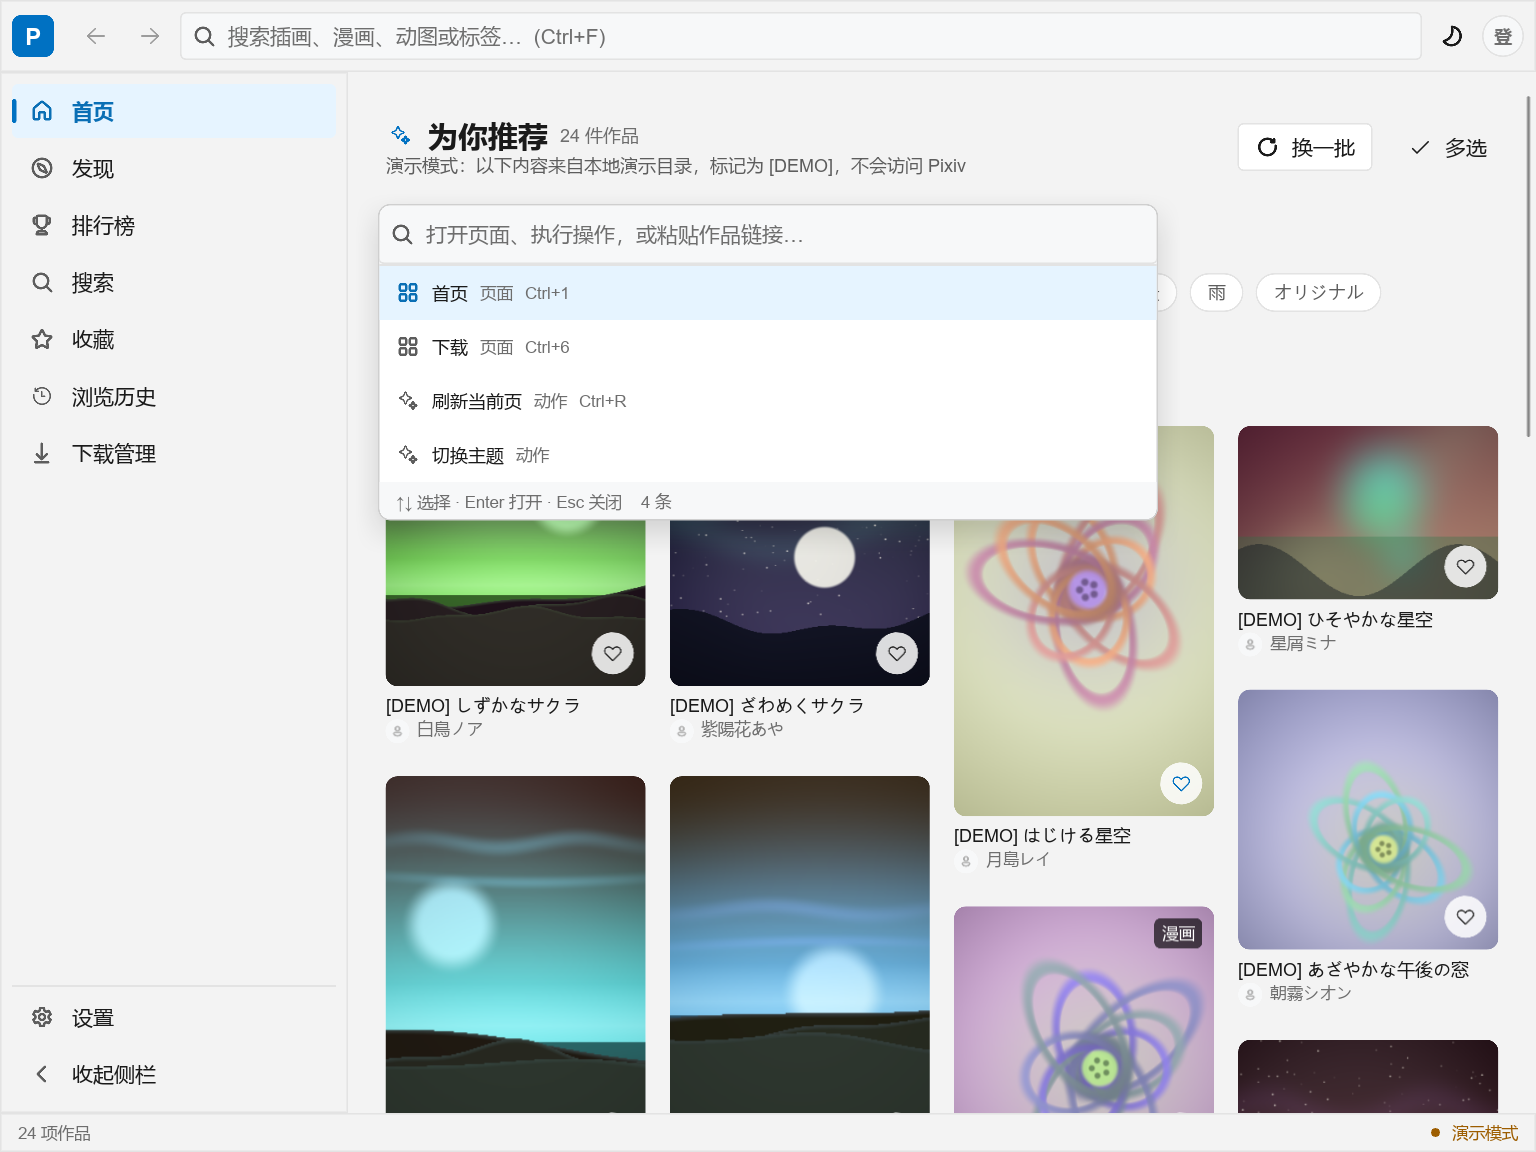 P
搜索插画、漫画、动图或标签… (Ctrl+F)
登
首页
发现
排行榜
搜索
收藏
浏览历史
下载管理
设置
收起侧栏
为你推荐 24 件作品
演示模式：以下内容来自本地演示目录，标记为 [DEMO]，不会访问 Pixiv
换一批
多选
打开页面、执行操作，或粘贴作品链接…
首页 页面 Ctrl+1
下载 页面 Ctrl+6
刷新当前页 动作 Ctrl+R
切换主题 动作
↑↓ 选择 · Enter 打开 · Esc 关闭 4 条
雨
オリジナル
[DEMO] しずかなサクラ
白鳥ノア
[DEMO] ざわめくサクラ
紫陽花あや
[DEMO] はじける星空
月島レイ
[DEMO] ひそやかな星空
星屑ミナ
[DEMO] あざやかな午後の窓
朝霧シオン
漫画
24 项作品
演示模式